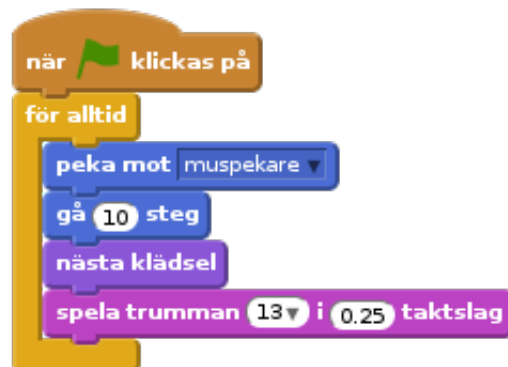 när klickas på
för alltid
peka mot muspekare
gå 10 steg
nästa klädsel
spela trumman 13 i 0.25 taktslag